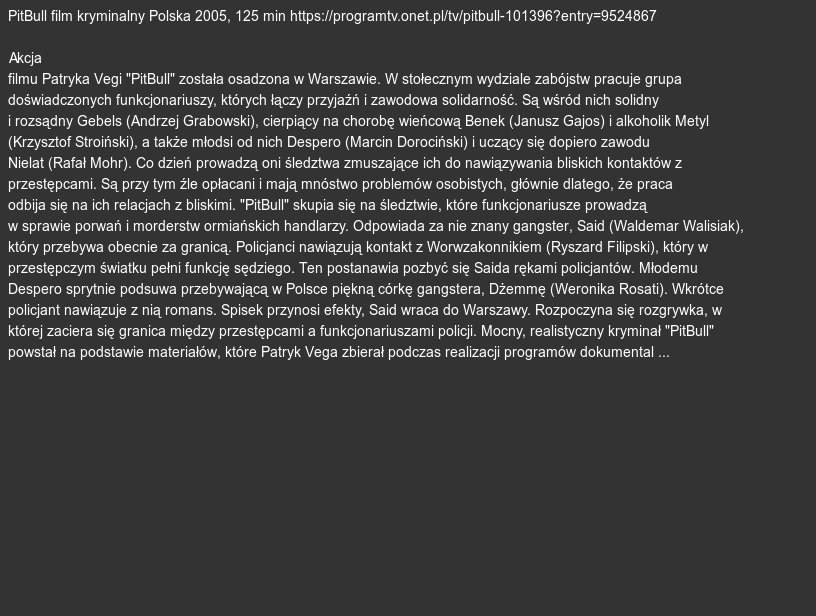 PitBull film kryminalny Polska 2005, 125 min https://programtv.onet.pl/tv/pitbull-101396?entry=9524867
Akcja
filmu Patryka Vegi "PitBull" została osadzona w Warszawie. W stołecznym wydziale zabójstw pracuje grupa
doświadczonych funkcjonariuszy, których łączy przyjaźń i zawodowa solidarność. Są wśród nich solidny
i rozsądny Gebels (Andrzej Grabowski), cierpiący na chorobę wieńcową Benek (Janusz Gajos) i alkoholik Metyl
(Krzysztof Stroiński), a także młodsi od nich Despero (Marcin Dorociński) i uczący się dopiero zawodu
Nielat (Rafał Mohr). Co dzień prowadzą oni śledztwa zmuszające ich do nawiązywania bliskich kontaktów z
przestępcami. Są przy tym źle opłacani i mają mnóstwo problemów osobistych, głównie dlatego, że praca
odbija się na ich relacjach z bliskimi. "PitBull" skupia się na śledztwie, które funkcjonariusze prowadzą
w sprawie porwań i morderstw ormiańskich handlarzy. Odpowiada za nie znany gangster, Said (Waldemar Walisiak),
który przebywa obecnie za granicą. Policjanci nawiązują kontakt z Worwzakonnikiem (Ryszard Filipski), który w
przestępczym światku pełni funkcję sędziego. Ten postanawia pozbyć się Saida rękami policjantów. Młodemu
Despero sprytnie podsuwa przebywającą w Polsce piękną córkę gangstera, Dżemmę (Weronika Rosati). Wkrótce
policjant nawiązuje z nią romans. Spisek przynosi efekty, Said wraca do Warszawy. Rozpoczyna się rozgrywka, w
której zaciera się granica między przestępcami a funkcjonariuszami policji. Mocny, realistyczny kryminał "PitBull"
powstał na podstawie materiałów, które Patryk Vega zbierał podczas realizacji programów dokumental ...